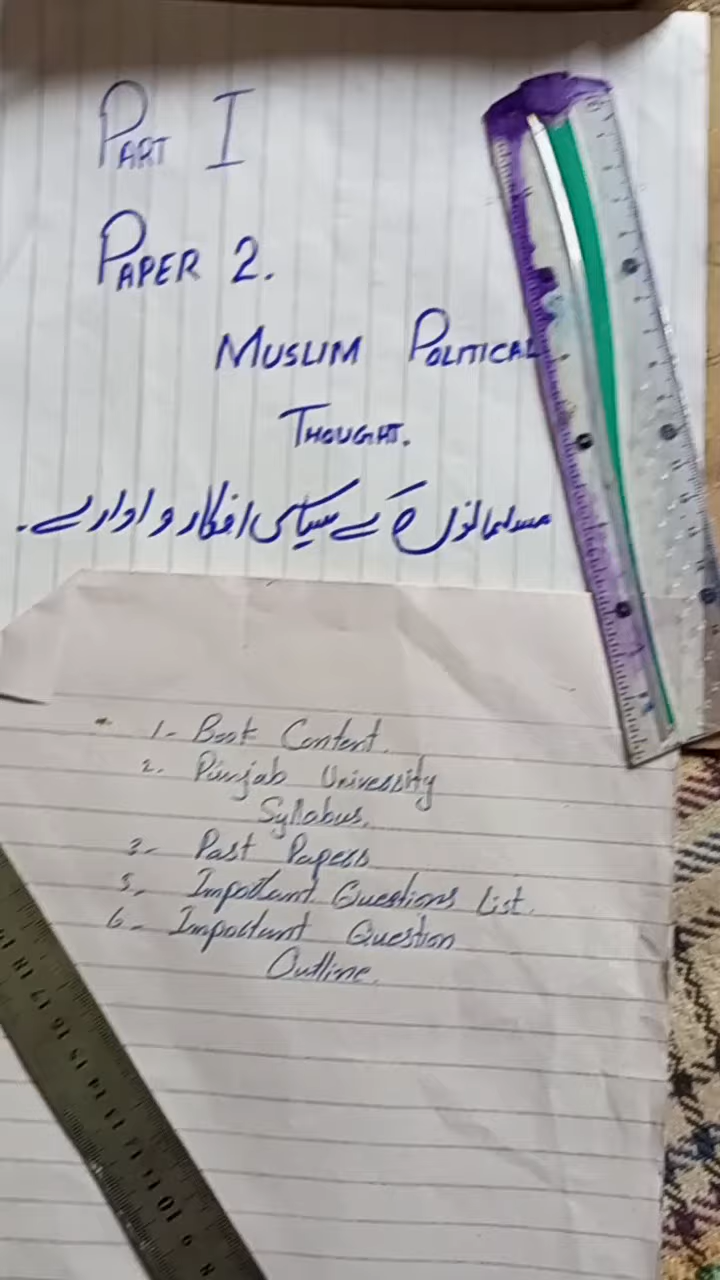 PART I
PAPER 2.
MUSLIM POLITICAL
THOUGHT.
مسلمانوں کے سیاسی افکار و ادارے۔
1- Book Content.
2. Punjab University
Syllabus.
3- Past Papers
5. Important Questions List.
6- Important Question
Outline.